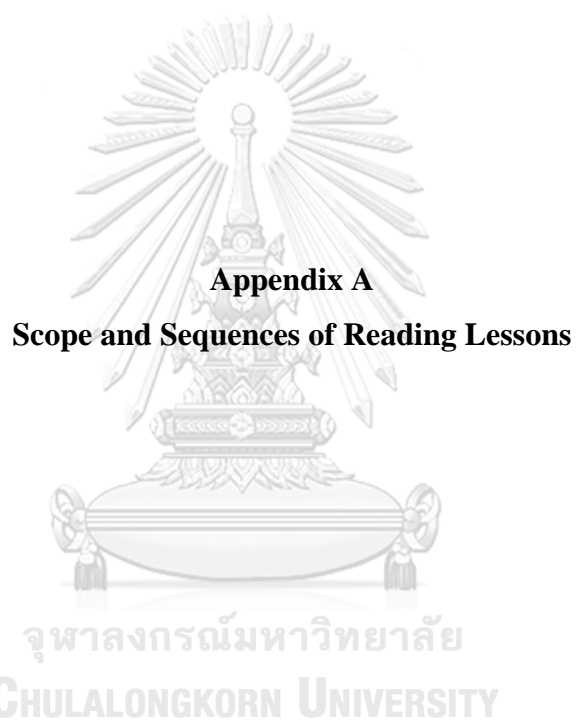 Appendix A
Scope and Sequences of Reading Lessons
จุฬาลงกรณ์มหาวิทยาลัย
CHULALONGKORN UNIVERSITY